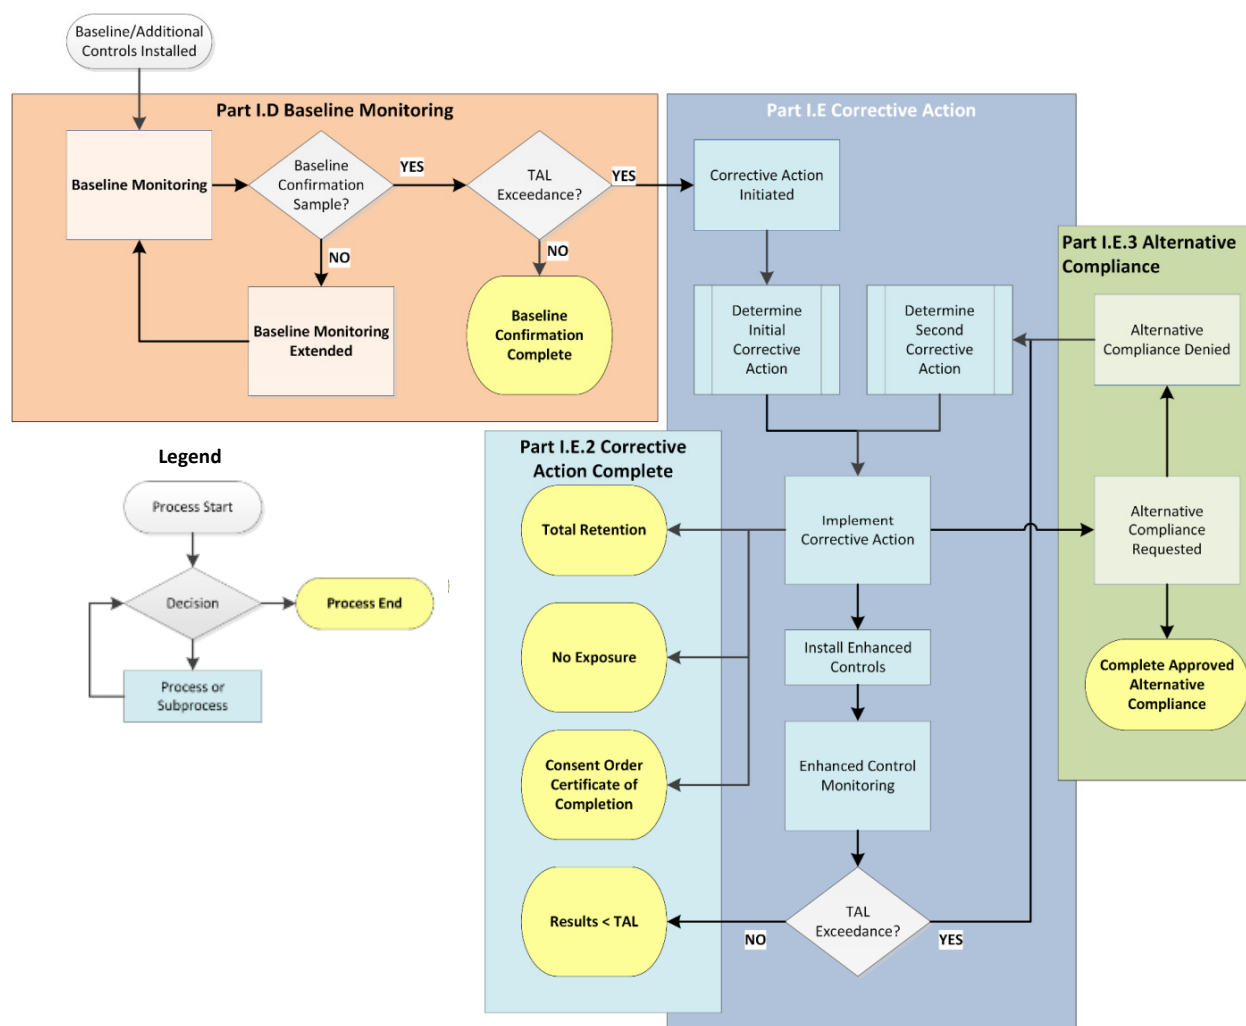 Baseline/Additional
Controls Installed
Part I.D Baseline Monitoring
Baseline Monitoring
Baseline
Confirmation
Sample?
YES
TAL
Exceedance?
YES
NO
NO
Baseline Monitoring
Extended
Baseline
Confirmation
Complete
Part I.E Corrective Action
Corrective Action
Initiated
Determine
Initial
Corrective
Action
Determine
Second
Corrective
Action
Part I.E.3 Alternative
Compliance
Alternative
Compliance Denied
Alternative
Compliance
Requested
Complete Approved
Alternative
Compliance
Implement
Corrective Action
Install Enhanced
Controls
Enhanced Control
Monitoring
TAL
Exceedance?
NO
YES
Part I.E.2 Corrective
Action Complete
Total Retention
No Exposure
Consent Order
Certificate of
Completion
Results < TAL
Legend
Process Start
Decision
Process End
Process or
Subprocess